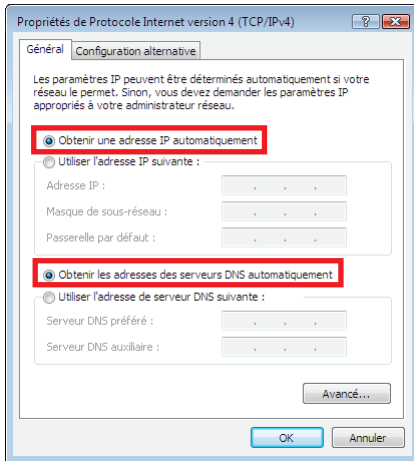 Propriétés de Protocole Internet version 4 (TCP/IPv4)
Général
Configuration alternative
Les paramètres IP peuvent être déterminés automatiquement si votre
réseau le permet. Sinon, vous devez demander les paramètres IP
appropriés à votre administrateur réseau.
Obtenir une adresse IP automatiquement
Utiliser l'adresse IP suivante :
Adresse IP :
Masque de sous-réseau :
Passerelle par défaut :
Obtenir les adresses des serveurs DNS automatiquement
Utiliser l'adresse de serveur DNS suivante :
Serveur DNS préféré :
Serveur DNS auxiliaire :
Avancé...
OK
Annuler